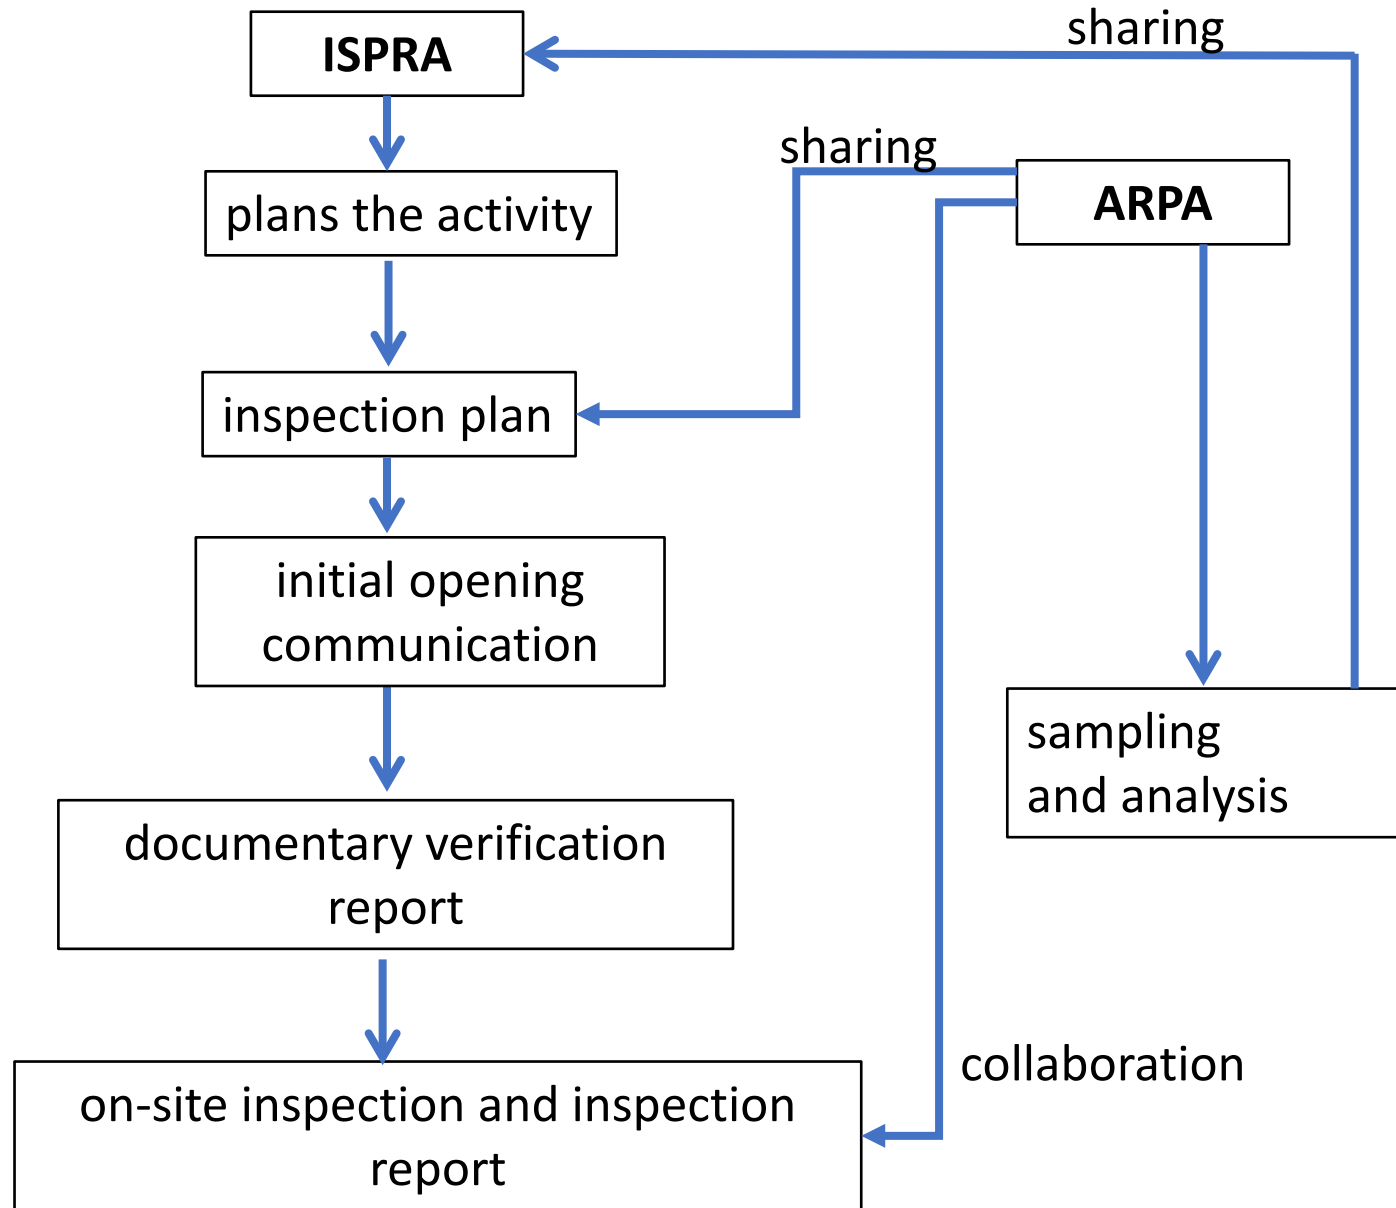 sharing
ISPRA
sharing
ARPA
plans the activity
inspection plan
initial opening
communication
sampling
and analysis
documentary verification
report
collaboration
on-site inspection and inspection
report